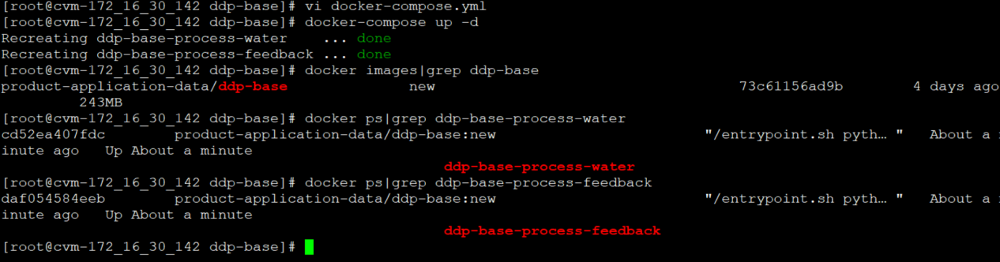 [root@cvm-172_16_30_142 ddp-base]# vi docker-compose.yml
[root@cvm-172_16_30_142 ddp-base]# docker-compose up -d
Recreating ddp-base-process-water    ... done
Recreating ddp-base-process-feedback ... done
[root@cvm-172_16_30_142 ddp-base]# docker images|grep ddp-base
product-application-data/ddp-base              new                                      73c61156ad9b        4 days ago
         243MB
[root@cvm-172_16_30_142 ddp-base]# docker ps|grep ddp-base-process-water
cd52ea407fdc        product-application-data/ddp-base:new                        "/entrypoint.sh pyth… "   About a m
inute ago   Up About a minute
                                                   ddp-base-process-water
[root@cvm-172_16_30_142 ddp-base]# docker ps|grep ddp-base-process-feedback
daf054584eeb        product-application-data/ddp-base:new                        "/entrypoint.sh pyth… "   About a m
inute ago   Up About a minute
                                                   ddp-base-process-feedback
[root@cvm-172_16_30_142 ddp-base]#